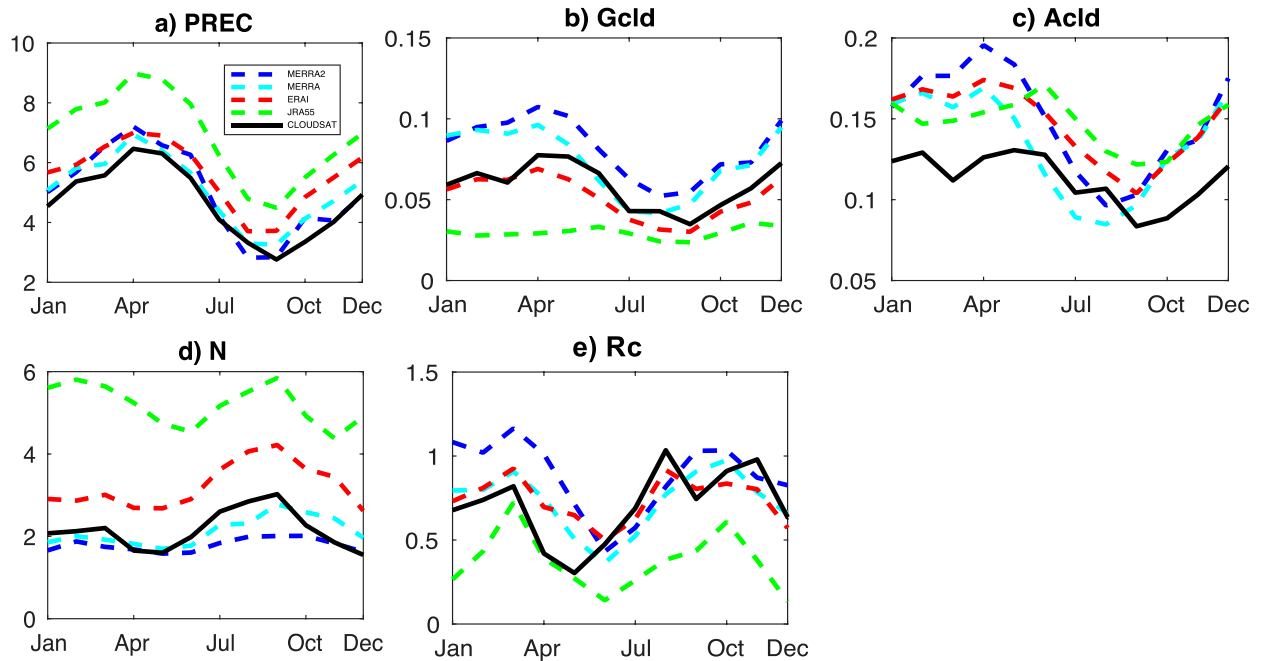 a) PREC
10
8
6
4
2
Jan Apr Jul Oct Dec
MERRA2
MERRA
ERAI
JRA55
CLOUDSAT
b) Gcld
0.15
0.1
0.05
0
Jan Apr Jul Oct Dec
c) Acld
0.2
0.15
0.1
0.05
Jan Apr Jul Oct Dec
d) N
6
4
2
0
Jan Apr Jul Oct Dec
e) Rc
1.5
1
0.5
0
Jan Apr Jul Oct Dec